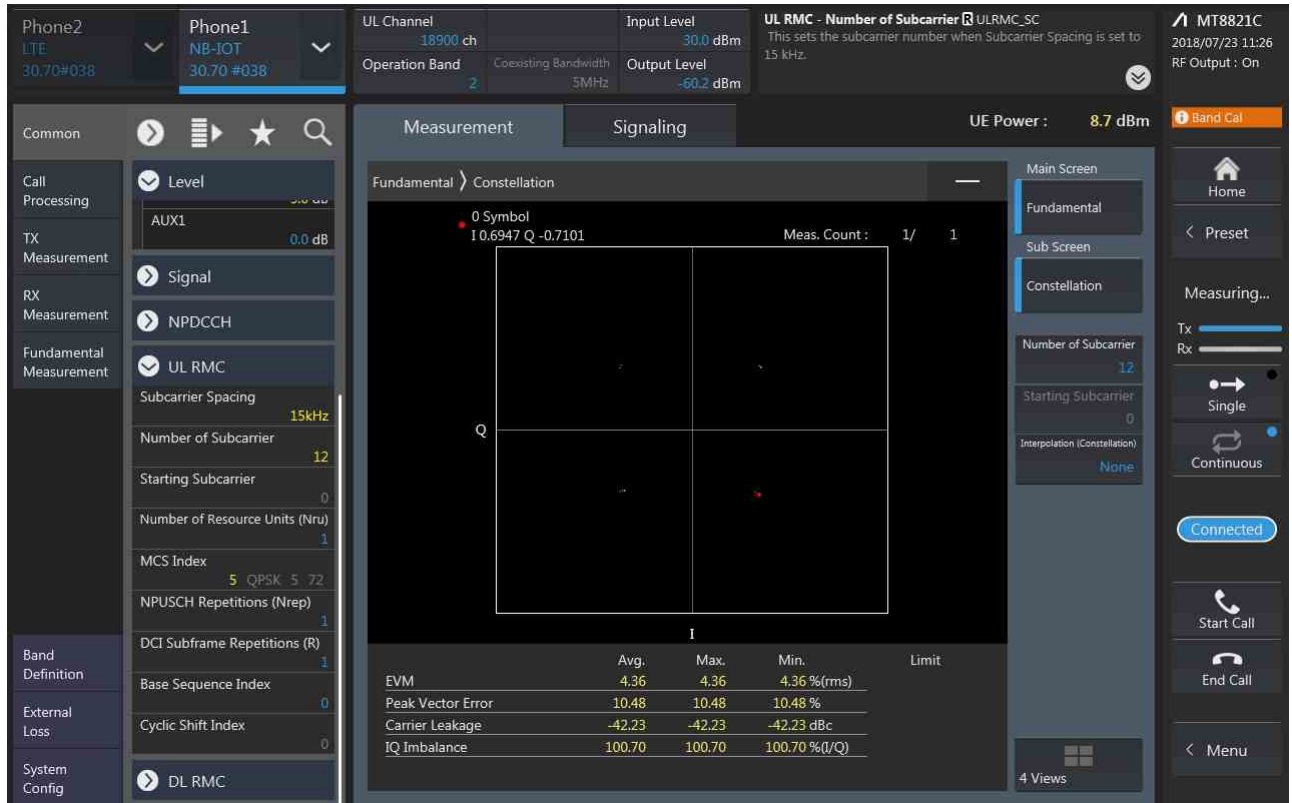 Phone2
LTE
30.70#038
Phone1
NB-IOT
30.70 #038
UL Channel
18900 ch
Operation Band
2
Coexisting Bandwidth
5MHz
Input Level
30.0 dBm
Output Level
-60.2 dBm
UL RMC - Number of Subcarrier R ULRMC_SC
This sets the subcarrier number when Subcarrier Spacing is set to
15 kHz.
MT8821C
2018/07/23 11:26
RF Output : On
Common
Call
Processing
TX
Measurement
RX
Measurement
Fundamental
Measurement
Band
Definition
External
Loss
System
Config
Level
AUX1
0.0 dB
Signal
NPDCCH
UL RMC
Subcarrier Spacing
15kHz
Number of Subcarrier
12
Starting Subcarrier
0
Number of Resource Units (Nru)
1
MCS Index
5 QPSK 5 72
NPUSCH Repetitions (Nrep)
1
DCI Subframe Repetitions (R)
1
Base Sequence Index
0
Cyclic Shift Index
0
DL RMC
Measurement
Signaling
UE Power : 8.7 dBm
Fundamental 〉 Constellation
0 Symbol
I 0.6947 Q -0.7101
Meas. Count : 1/ 1
Q
I
Avg. Max. Min. Limit
EVM 4.36 4.36 4.36 %(rms)
Peak Vector Error 10.48 10.48 10.48 %
Carrier Leakage -42.23 -42.23 -42.23 dBc
IQ Imbalance 100.70 100.70 100.70 %(I/Q)
Main Screen
Fundamental
Sub Screen
Constellation
Number of Subcarrier
12
Starting Subcarrier
0
Interpolation (Constellation)
None
4 Views
Band Cal
Home
< Preset
Measuring...
Tx
Rx
Single
Continuous
Connected
Start Call
End Call
< Menu